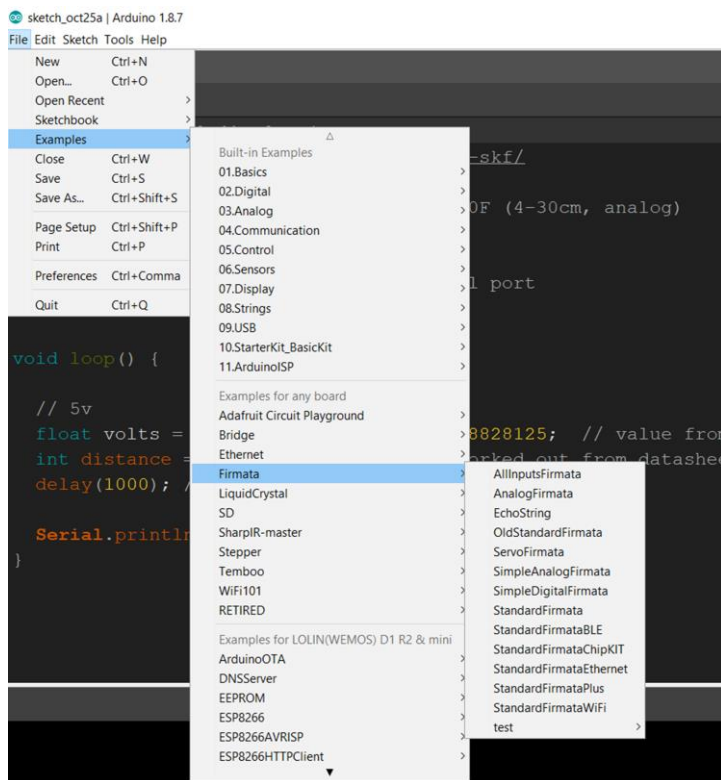 sketch_oct25a | Arduino 1.8.7
File Edit Sketch Tools Help
New Ctrl+N
Open... Ctrl+O
Open Recent
Sketchbook
Examples
Close Ctrl+W
Save Ctrl+S
Save As... Ctrl+Shift+S
Page Setup Ctrl+Shift+P
Print Ctrl+P
Preferences Ctrl+Comma
Quit Ctrl+Q
Built-in Examples
01.Basics
02.Digital
03.Analog
04.Communication
05.Control
06.Sensors
07.Display
08.Strings
09.USB
10.StarterKit_BasicKit
11.ArduinoISP
Examples for any board
Adafruit Circuit Playground
Bridge
Ethernet
Firmata
LiquidCrystal
SD
SharpIR-master
Stepper
Temboo
WiFi101
RETIRED
Examples for LOLIN(WEMOS) D1 R2 & mini
ArduinoOTA
DNSServer
EEPROM
ESP8266
ESP8266AVRISP
ESP8266HTTPClient
AllInputsFirmata
AnalogFirmata
EchoString
OldStandardFirmata
ServoFirmata
SimpleAnalogFirmata
SimpleDigitalFirmata
StandardFirmata
StandardFirmataBLE
StandardFirmataChipKIT
StandardFirmataEthernet
StandardFirmataPlus
StandardFirmataWiFi
test
-skf/
0F (4-30cm, analog)
l port
void loop() {
// 5v
float volts = 8828125; // value from
int distance = worked out from datashee
delay(1000); /
Serial.println
}